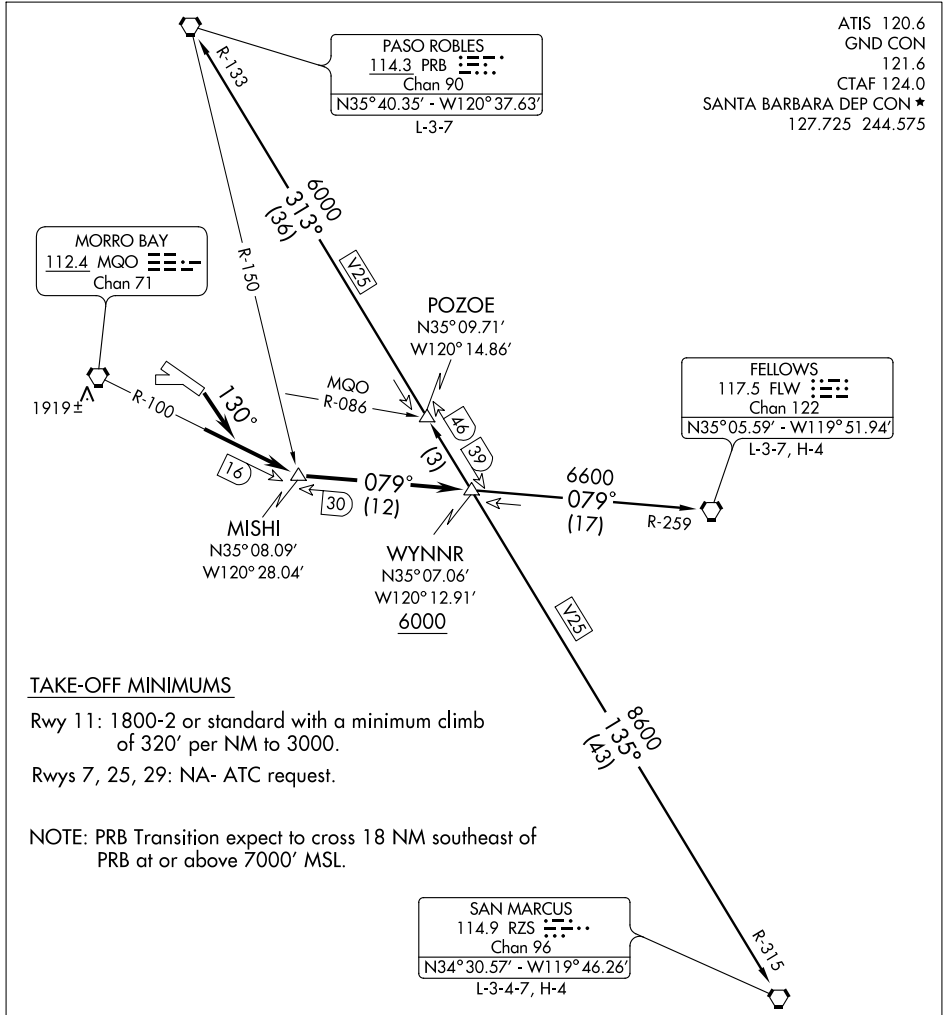 ATIS 120.6
GND CON
121.6
CTAF 124.0
SANTA BARBARA DEP CON ★
127.725 244.575
PASO ROBLES
114.3 PRB
Chan 90
N35°40.35' - W120°37.63'
L-3-7
R-133
6000
313°
(36)
V25
R-150
MORRO BAY
112.4 MQO
Chan 71
1919±
R-100
130°
16
30
MISHI
N35°08.09'
W120°28.04'
079°
(12)
MQO
R-086
POZOE
N35°09.71'
W120°14.86'
46
39
(3)
WYNNR
N35°07.06'
W120°12.91'
6000
FELLOWS
117.5 FLW
Chan 122
N35°05.59' - W119°51.94'
L-3-7, H-4
6600
079°
(17)
R-259
V25
8600
135°
(43)
R-315
TAKE-OFF MINIMUMS
Rwy 11: 1800-2 or standard with a minimum climb
of 320' per NM to 3000.
Rwys 7, 25, 29: NA- ATC request.
NOTE: PRB Transition expect to cross 18 NM southeast of
PRB at or above 7000' MSL.
SAN MARCUS
114.9 RZS
Chan 96
N34°30.57' - W119°46.26'
L-3-4-7, H-4